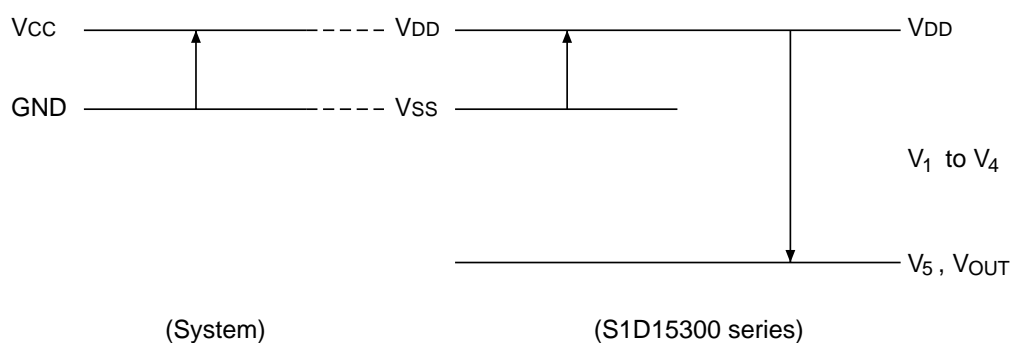 VCC VDD VDD
GND VSS
V1 to V4
V5 , VOUT
(System) (S1D15300 series)